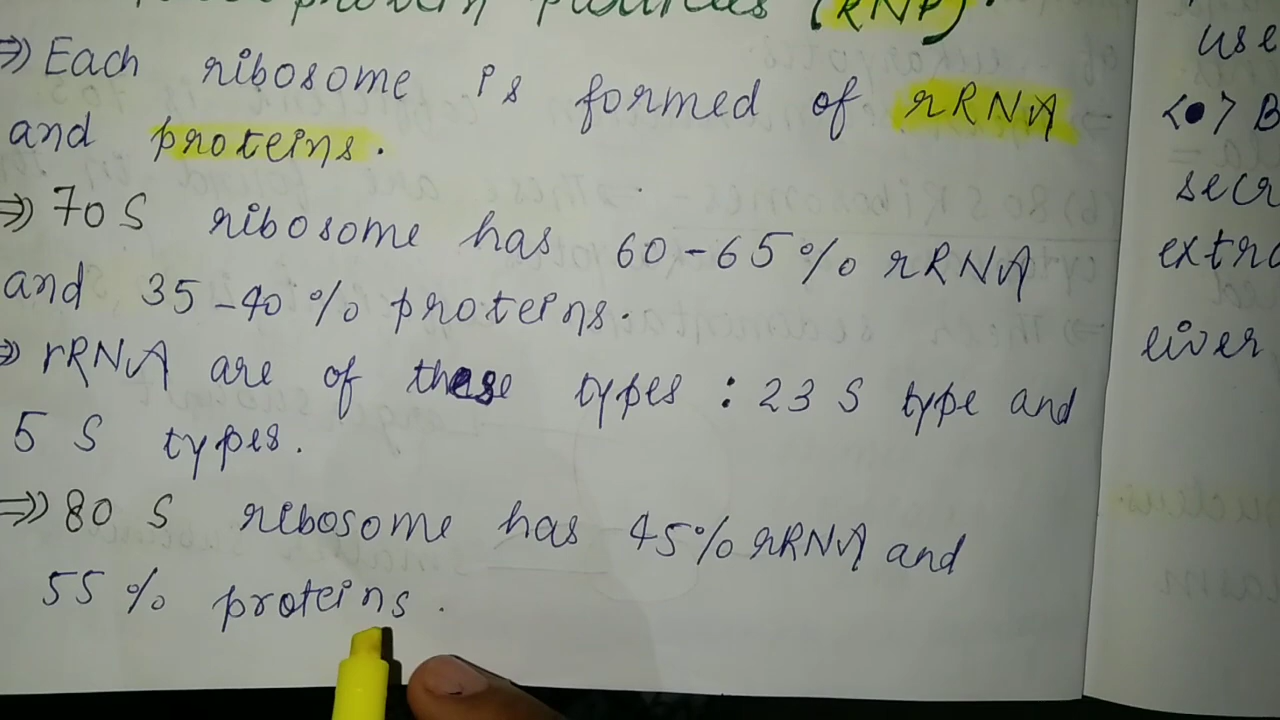 (RNP).
⇒ Each ribosome is formed of rRNA
and proteins.
⇒ 70 S ribosome has 60-65% rRNA
and 35-40% proteins.
⇒ rRNA are of these types : 23 S type and
5 S types.
⇒ 80 S ribosome has 45% rRNA and
55% proteins.
use
B
secr
extra
liver